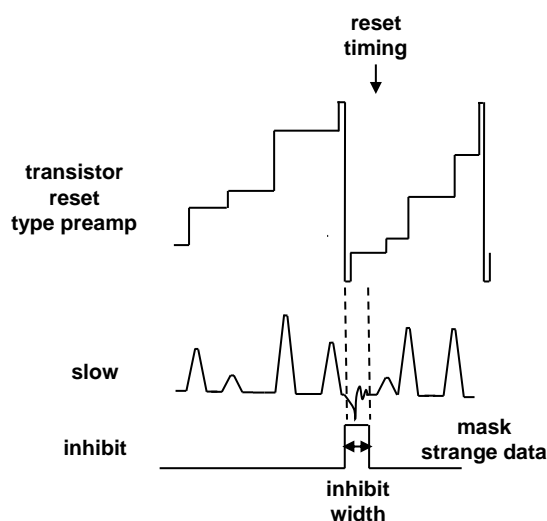 reset
timing
transistor
reset
type preamp
slow
inhibit
mask
strange data
inhibit
width